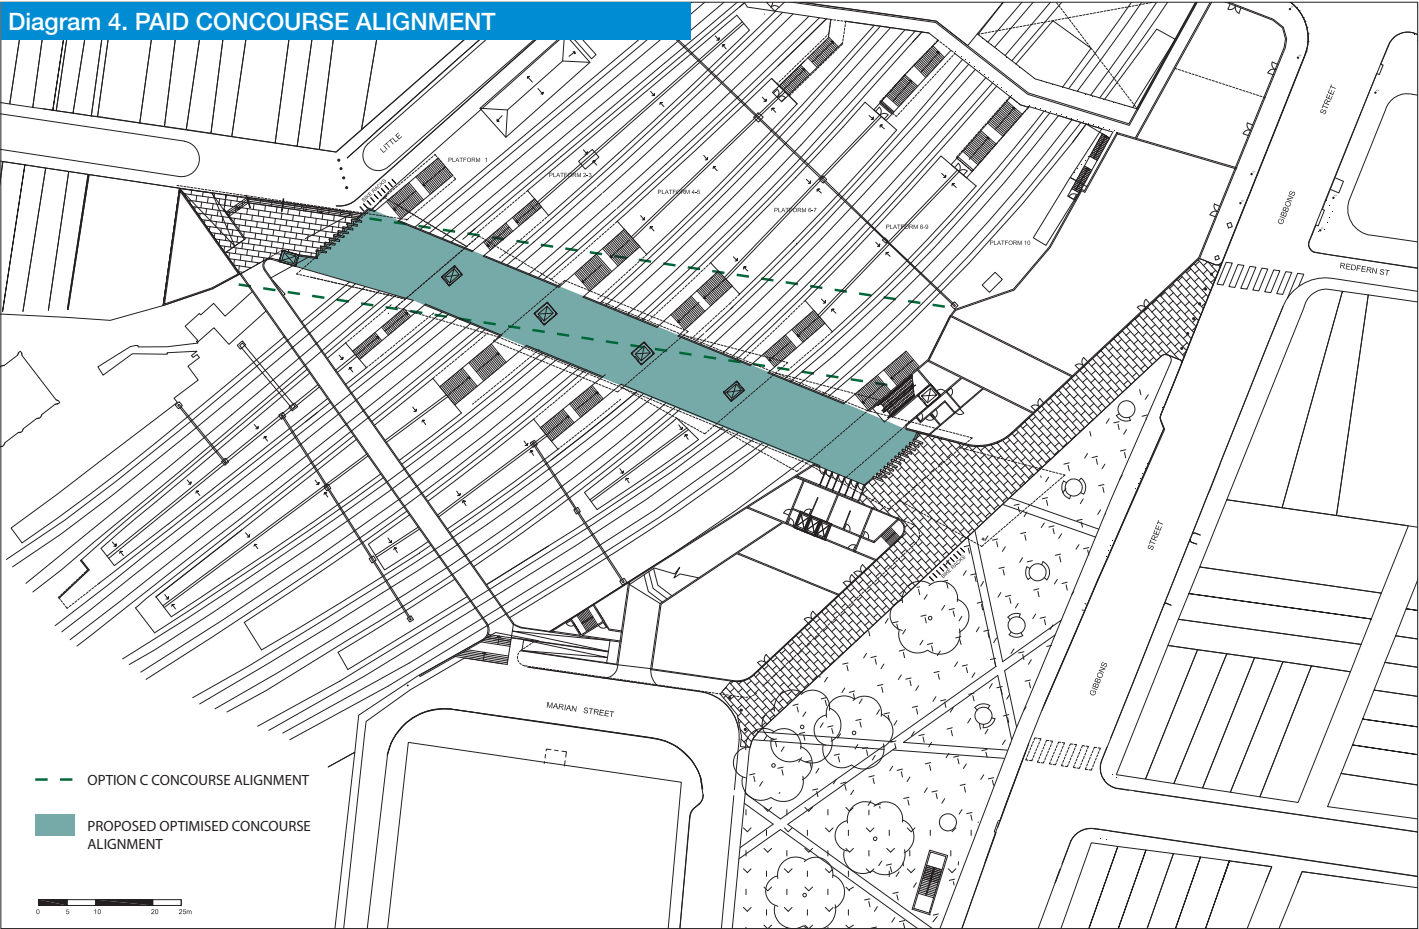 Diagram 4. PAID CONCOURSE ALIGNMENT
LITTLE
PLATFORM 1
PLATFORM 2-3
PLATFORM 4-5
PLATFORM 6-7
PLATFORM 8-9
PLATFORM 10
STREET
GIBBONS
REDFERN ST
STREET
GIBBONS
MARIAN STREET
OPTION C CONCOURSE ALIGNMENT
PROPOSED OPTIMISED CONCOURSE
ALIGNMENT
0 5 10 20 25m